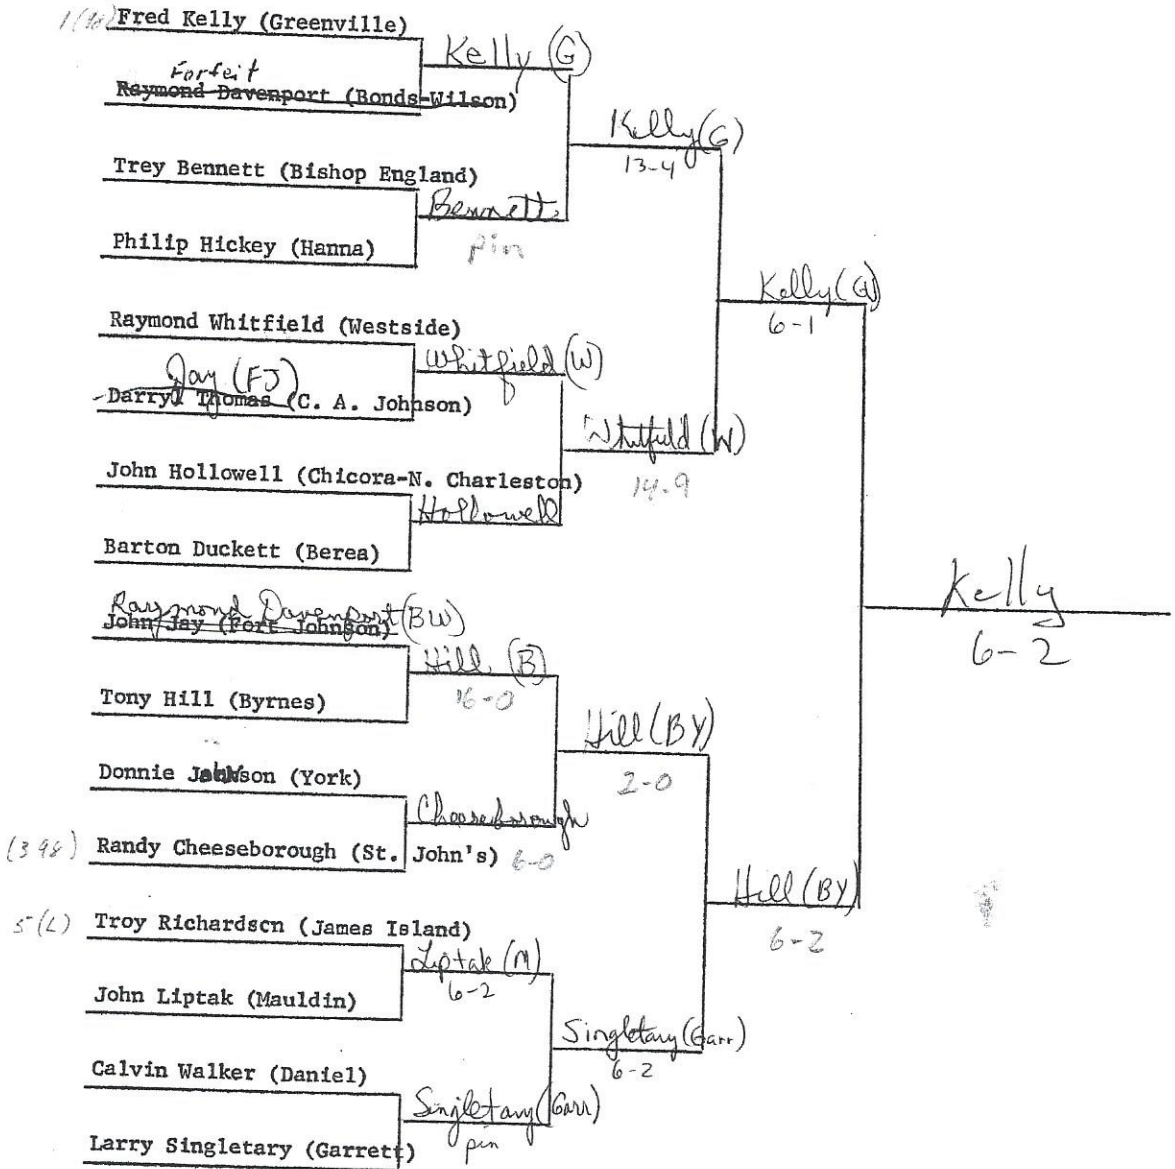 1(98) Fred Kelly (Greenville)
Kelly (G)
Forfeit
Raymond Davenport (Bonds-Wilson)
Kelly (G)
13-4
Trey Bennett (Bishop England)
Bennett
pin
Philip Hickey (Hanna)
Kelly (G)
6-1
Raymond Whitfield (Westside)
Whitfield (W)
Jay (FJ)
Darryl Thomas (C. A. Johnson)
Whitfield (W)
14-9
John Hollowell (Chicora-N. Charleston)
Hollowell
Barton Duckett (Berea)
Kelly
6-2
Raymond Davenport (BW)
John Jay (Fort Johnson)
Hill (B)
16-0
Tony Hill (Byrnes)
Hill (BY)
2-0
Donnie Johnson (York)
Cheeseborough
(3 98) Randy Cheeseborough (St. John's) 6-0
Hill (BY)
6-2
5(L) Troy Richardson (James Island)
Liptak (M)
6-2
John Liptak (Mauldin)
Singletary (Garr)
6-2
Calvin Walker (Daniel)
Singletary (Garr)
pin
Larry Singletary (Garrett)